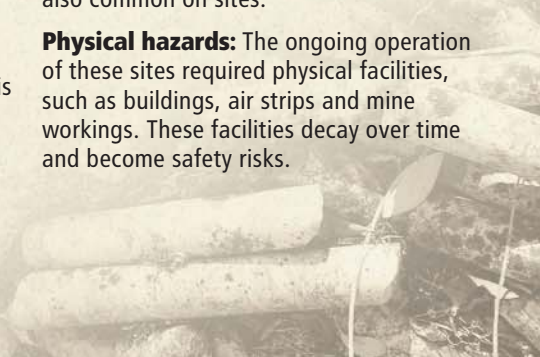 also common on sites.
Physical hazards: The ongoing operation
of these sites required physical facilities,
is
such as buildings, air strips and mine
workings. These facilities decay over time
and become safety risks.